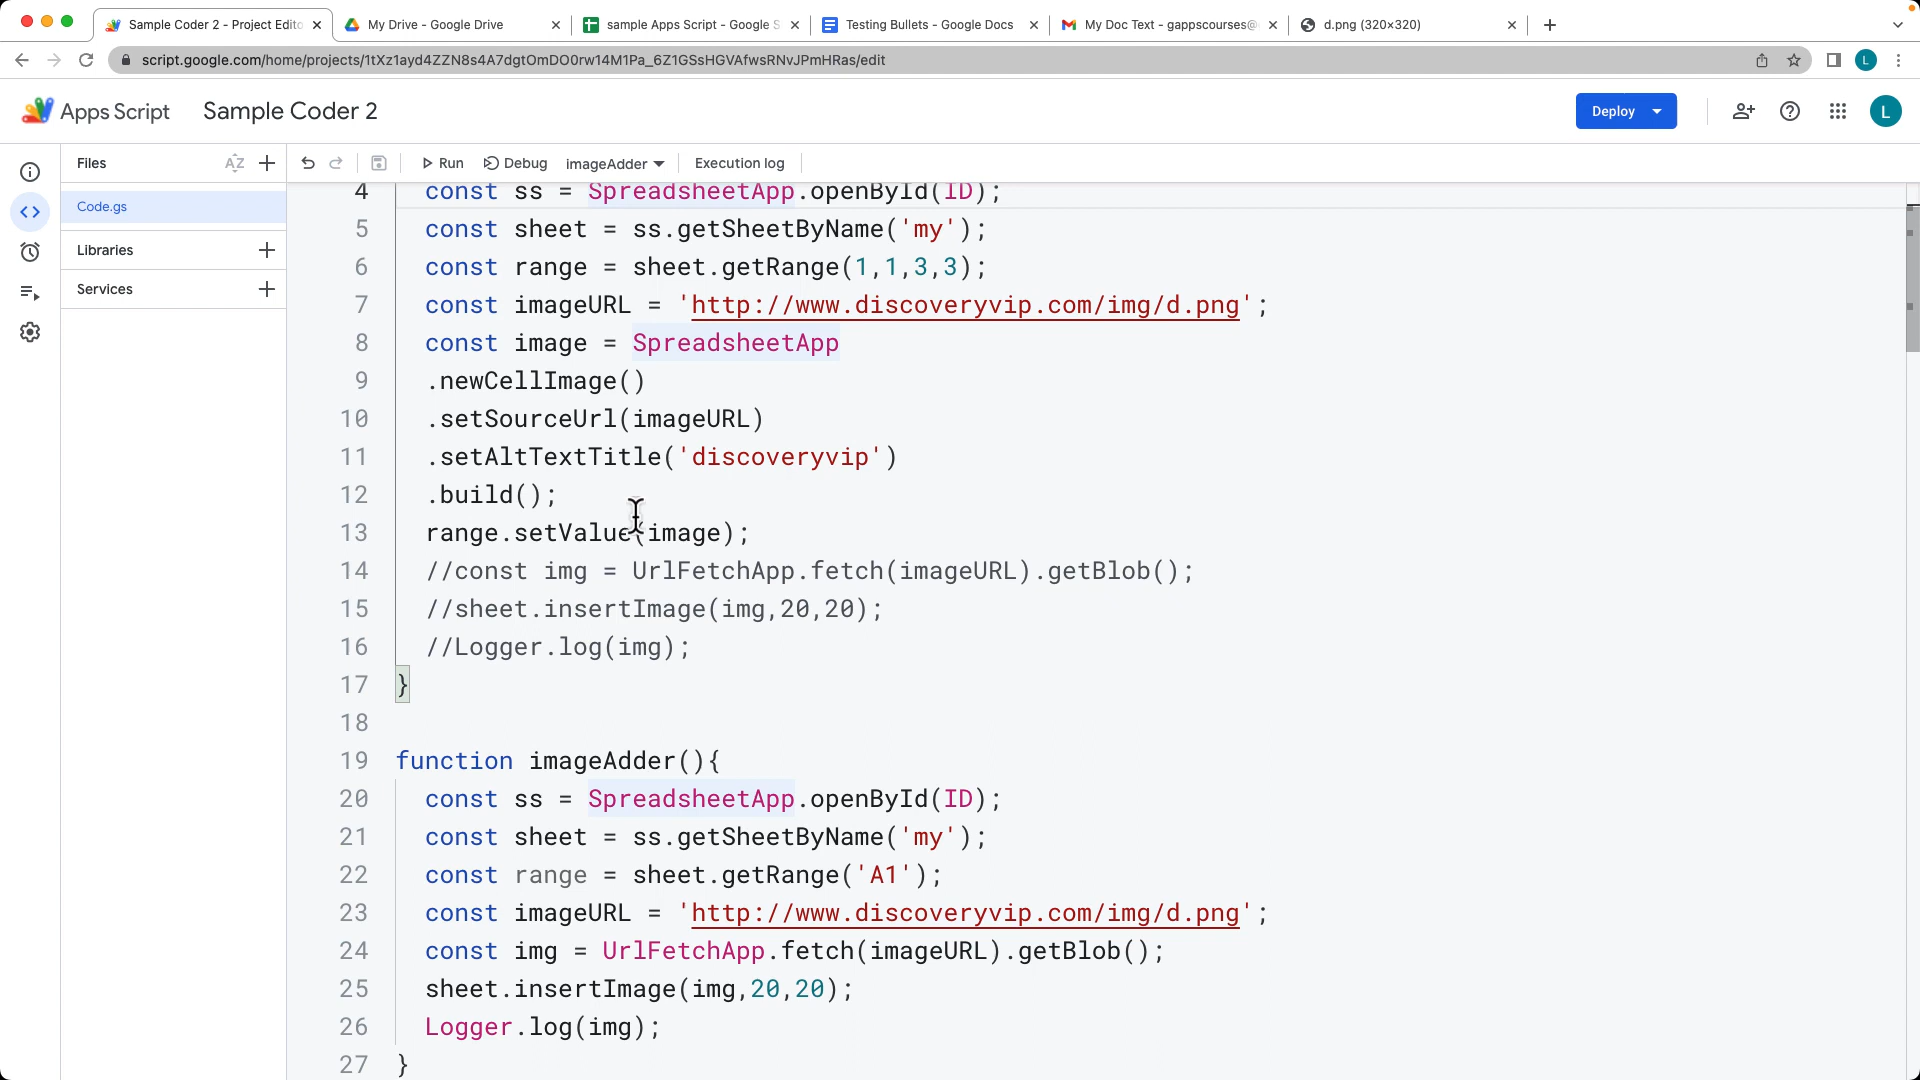 Sample Coder 2 - Project Edito
My Drive - Google Drive
sample Apps Script - Google S
Testing Bullets - Google Docs
My Doc Text - gappscourses@
d.png (320×320)
script.google.com/home/projects/1tXz1ayd4ZZN8s4A7dgtOmDO0rw14M1Pa_6Z1GSsHGVAfwsRNvJPmHRas/edit
L
Apps Script
Sample Coder 2
Deploy
L
Files
AZ
Run
Debug
imageAdder
Execution log
Code.gs
Libraries
Services
4 const ss = SpreadsheetApp.openById(ID);
5 const sheet = ss.getSheetByName('my');
6 const range = sheet.getRange(1,1,3,3);
7 const imageURL = 'http://www.discoveryvip.com/img/d.png';
8 const image = SpreadsheetApp
9 .newCellImage()
10 .setSourceUrl(imageURL)
11 .setAltTextTitle('discoveryvip')
12 .build();
13 range.setValue(image);
14 //const img = UrlFetchApp.fetch(imageURL).getBlob();
15 //sheet.insertImage(img,20,20);
16 //Logger.log(img);
17 }
18
19 function imageAdder(){
20 const ss = SpreadsheetApp.openById(ID);
21 const sheet = ss.getSheetByName('my');
22 const range = sheet.getRange('A1');
23 const imageURL = 'http://www.discoveryvip.com/img/d.png';
24 const img = UrlFetchApp.fetch(imageURL).getBlob();
25 sheet.insertImage(img,20,20);
26 Logger.log(img);
27 }